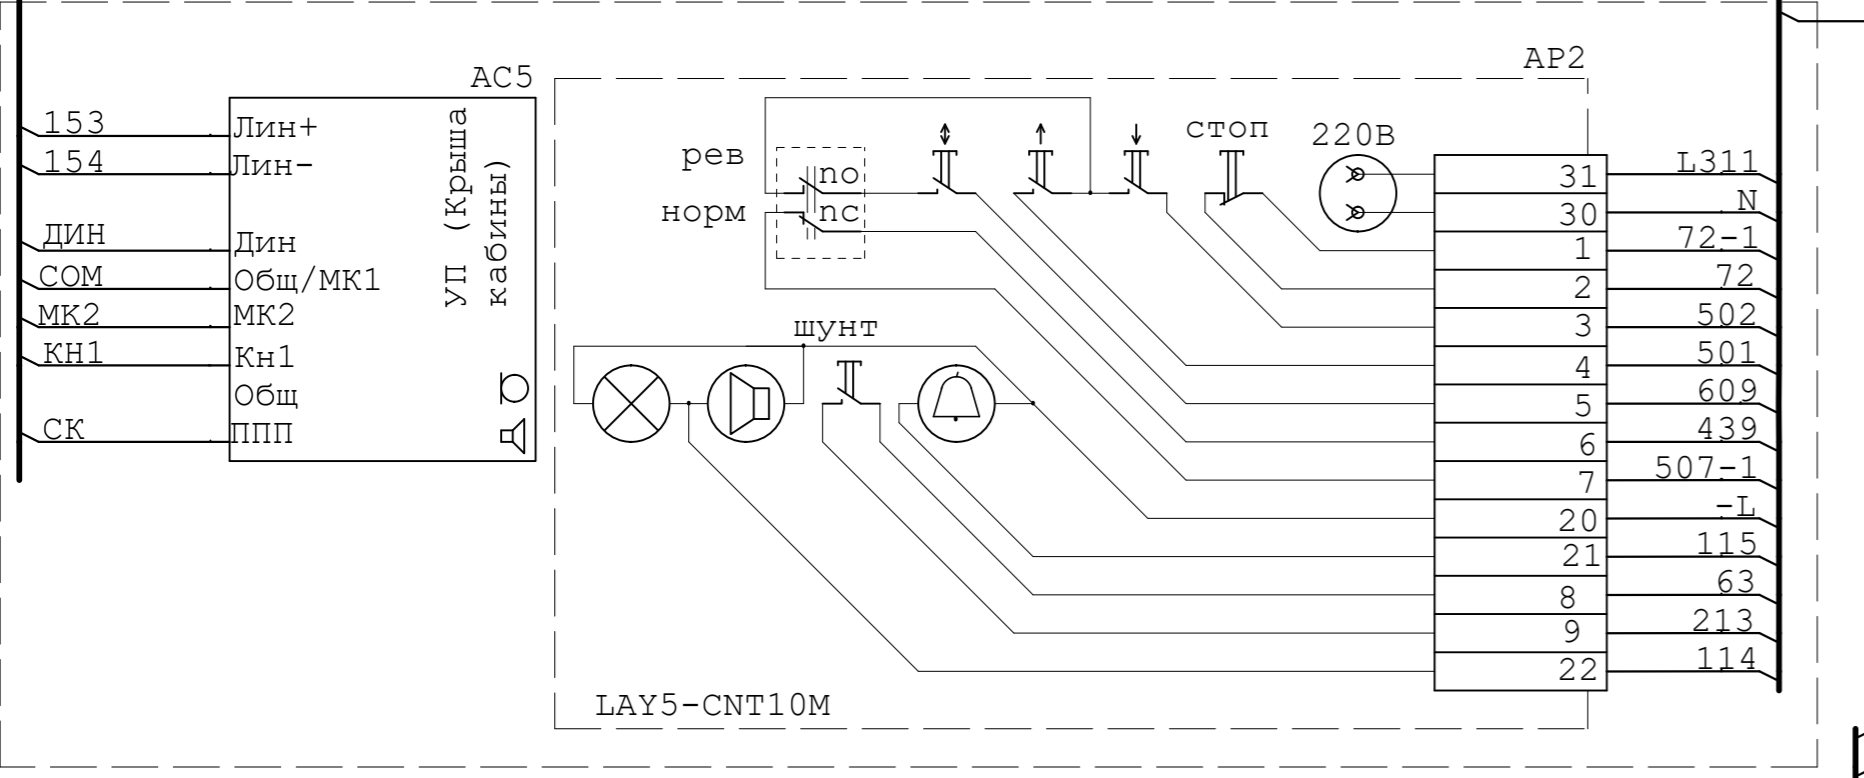 AC5
153
Лин+
154
Лин-
ДИН
Дин
COM
Общ/МК1
МК2
МК2
КН1
Кн1
Общ
СК
ППП
УП (Крыша
кабины)
AP2
рев
норм
no
nc
стоп
220В
шунт
31 L311
30 N
1 72-1
2 72
3 502
4 501
5 609
6 439
7 507-1
20 -L
21 115
8 63
9 213
22 114
LAY5-CNT10M